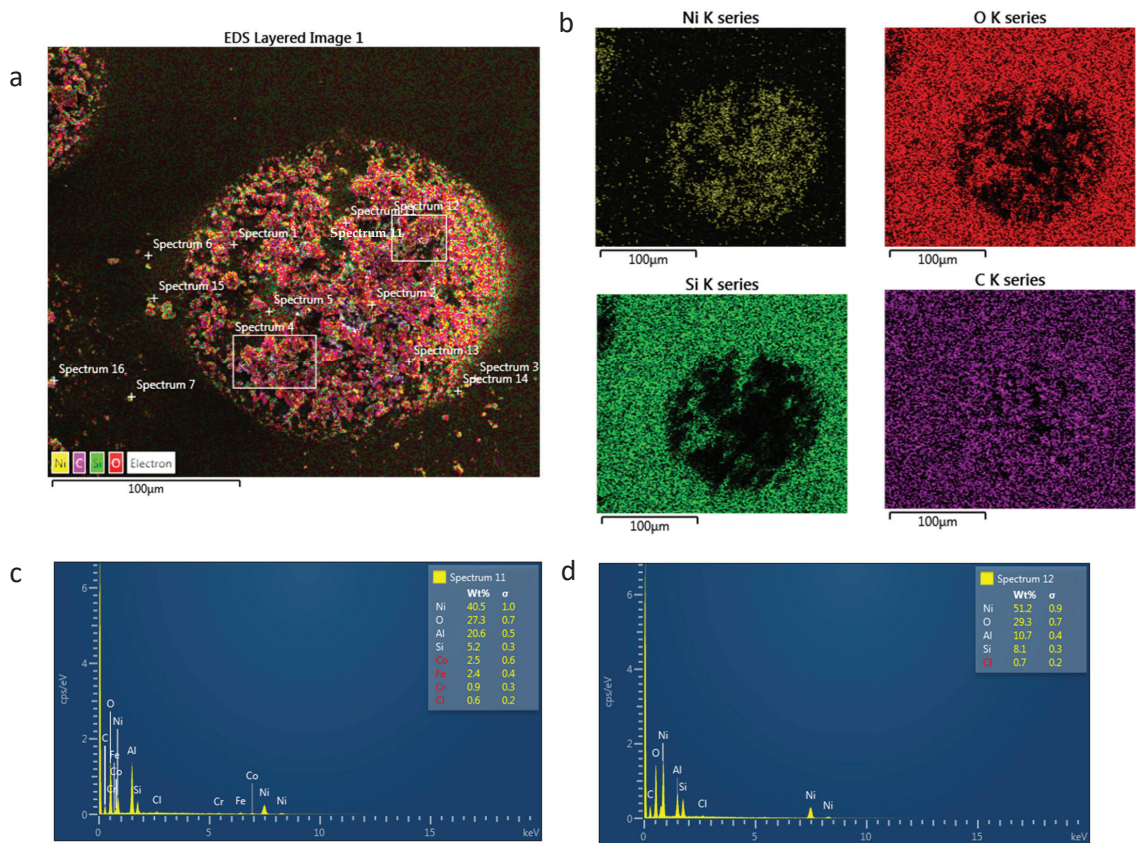 a
EDS Layered Image 1
Spectrum 11
Spectrum 12
Spectrum 1
Spectrum 11
Spectrum 6
Spectrum 15
Spectrum 5
Spectrum 2
Spectrum 4
Spectrum 13
Spectrum 3
Spectrum 16
Spectrum 7
Spectrum 14
Ni C Si O Electron
100μm
b
Ni K series
O K series
100μm
100μm
Si K series
C K series
100μm
100μm
c
Spectrum 11
Wt% σ
Ni 40.5 1.0
O 27.3 0.7
Al 20.6 0.5
Si 5.2 0.3
Co 2.5 0.6
Fe 2.4 0.4
Cr 0.9 0.3
Cl 0.6 0.2
cps/eV
6
4
2
0
O
Ni
C
Fe
Co
Cr
Al
Si
Cl
Cr
Fe
Co
Ni
Ni
0 5 10 15 keV
d
Spectrum 12
Wt% σ
Ni 51.2 0.9
O 29.3 0.7
Al 10.7 0.4
Si 8.1 0.3
Cl 0.7 0.2
cps/eV
6
4
2
0
Ni
O
C
Al
Si
Cl
Ni
Ni
0 5 10 15 keV